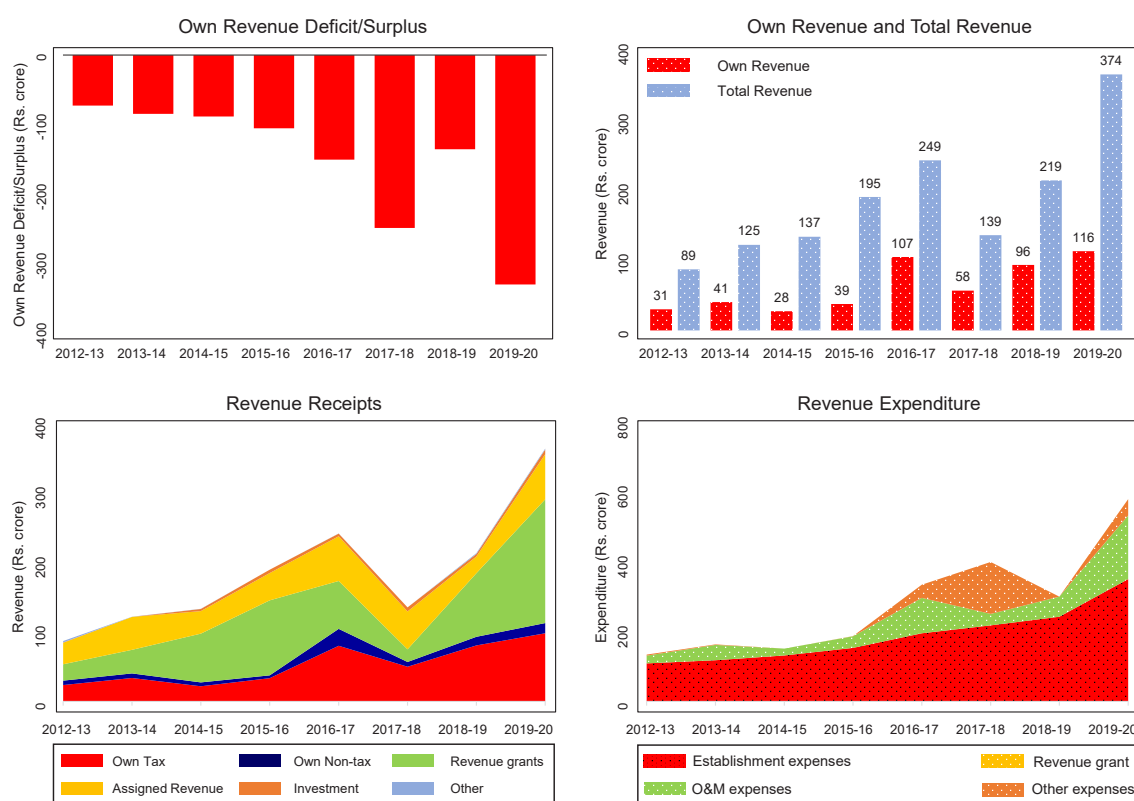 Own Revenue Deficit/Surplus
Own Revenue Deficit/Surplus (Rs. crore)
0
-100
-200
-300
-400
2012-13 2013-14 2014-15 2015-16 2016-17 2017-18 2018-19 2019-20
Own Revenue and Total Revenue
Revenue (Rs. crore)
400
300
200
100
0
Own Revenue
Total Revenue
31 89 41 125 28 137 39 195 107 249 58 139 96 219 116 374
2012-13 2013-14 2014-15 2015-16 2016-17 2017-18 2018-19 2019-20
Revenue Receipts
Revenue (Rs. crore)
400
300
200
100
0
2012-13 2013-14 2014-15 2015-16 2016-17 2017-18 2018-19 2019-20
Own Tax Own Non-tax Revenue grants
Assigned Revenue Investment Other
Revenue Expenditure
Expenditure (Rs. crore)
800
600
400
200
0
2012-13 2013-14 2014-15 2015-16 2016-17 2017-18 2018-19 2019-20
Establishment expenses Revenue grant
O&M expenses Other expenses